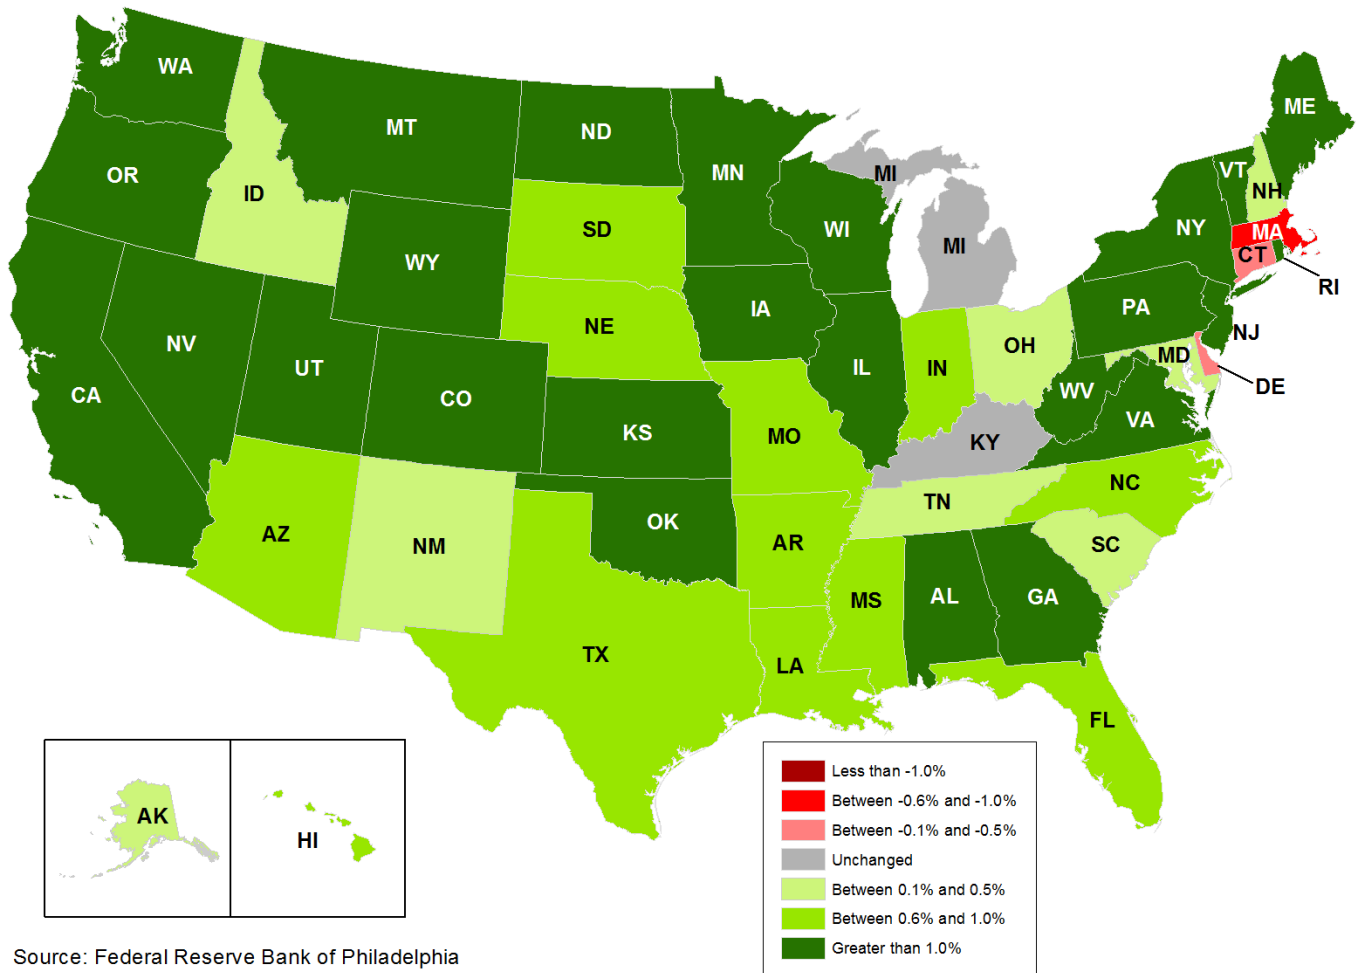 WA
MT
ND
MN
OR
ID
SD
WI
MI
MI
ME
VT
NH
NY
MA
CT
RI
WY
NE
IA
PA
NJ
NV
UT
CO
CA
KS
MO
IL
IN
OH
MD
DE
WV
VA
KY
AZ
NM
OK
AR
TN
NC
SC
TX
LA
MS
AL
GA
FL
AK
HI
Less than -1.0%
Between -0.6% and -1.0%
Between -0.1% and -0.5%
Unchanged
Between 0.1% and 0.5%
Between 0.6% and 1.0%
Greater than 1.0%
Source: Federal Reserve Bank of Philadelphia